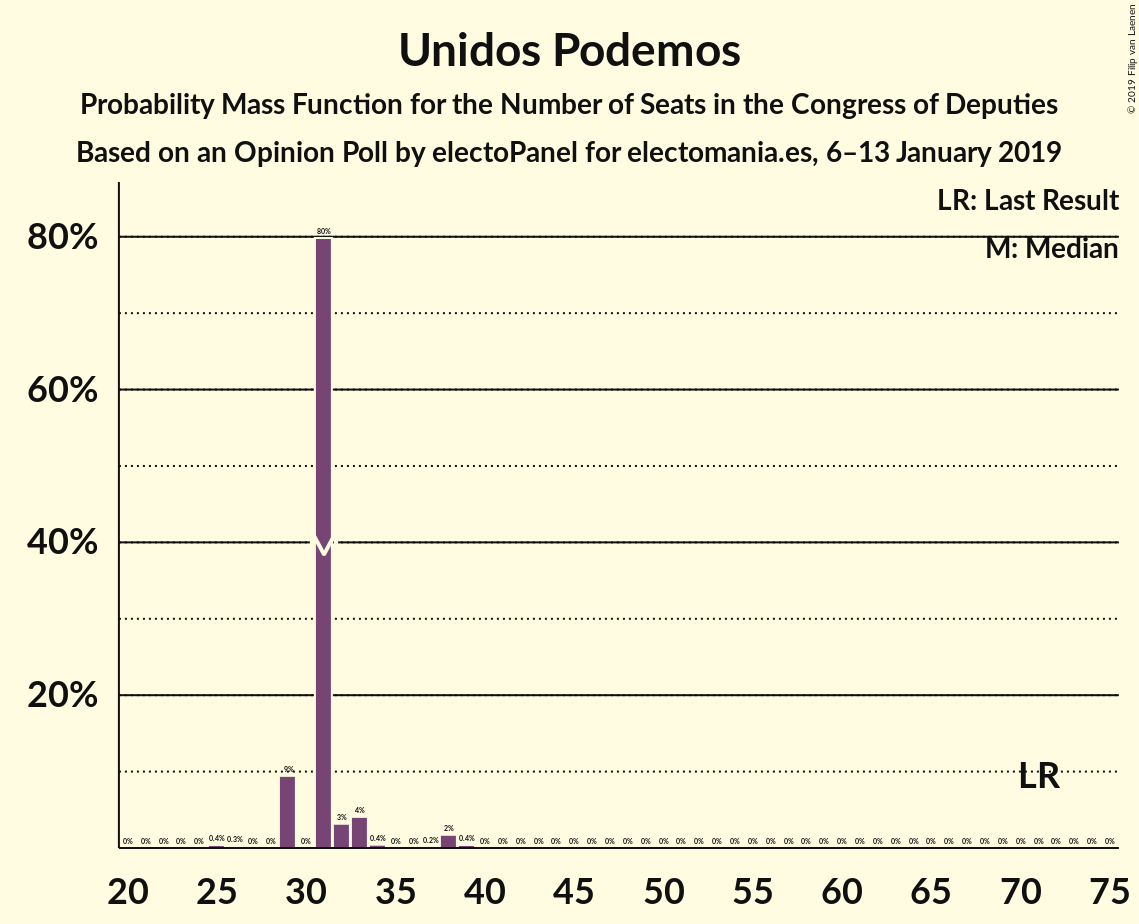 Unidos Podemos
Probability Mass Function for the Number of Seats in the Congress of Deputies
Based on an Opinion Poll by electoPanel for electomania.es, 6–13 January 2019
© 2019 Filip van Laenen
LR: Last Result
M: Median
80%
60%
40%
20%
0% 0% 0% 0% 0% 0.4% 0.3% 0% 0% 9% 0% 80% 3% 4% 0.4% 0% 0% 0.2% 2% 0.4% 0% 0% 0% 0% 0% 0% 0% 0% 0% 0% 0% 0% 0% 0% 0% 0% 0% 0% 0% 0% 0% 0% 0% 0% 0% 0% 0% 0% 0% 0% 0% 0% 0% 0% 0% 0%
LR
20 25 30 35 40 45 50 55 60 65 70 75